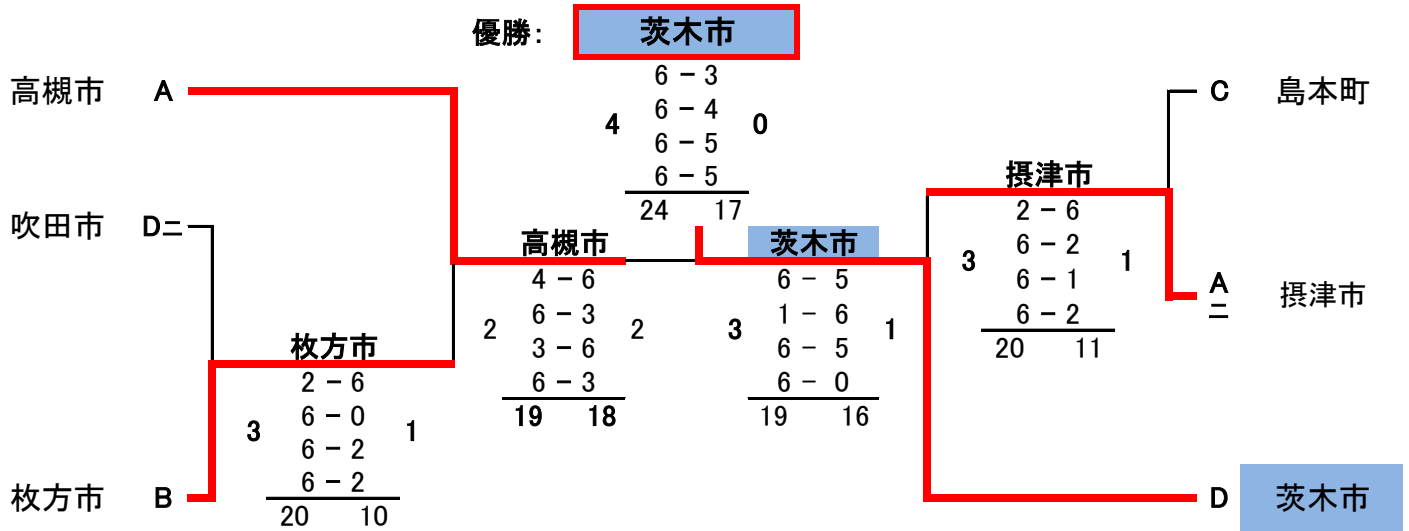 優勝： 茨木市
6 － 3
6 － 4
4 0
6 － 5
6 － 5
24 17
高槻市 A
吹田市 D二
枚方市 B
枚方市
2 － 6
6 － 0
3 1
6 － 2
6 － 2
20 10
高槻市
4 － 6
6 － 3
2 2
3 － 6
6 － 3
19 18
茨木市
6 － 5
1 － 6
3 1
6 － 5
6 － 0
19 16
摂津市
2 － 6
6 － 2
3 1
6 － 1
6 － 2
20 11
C 島本町
A二 摂津市
D 茨木市